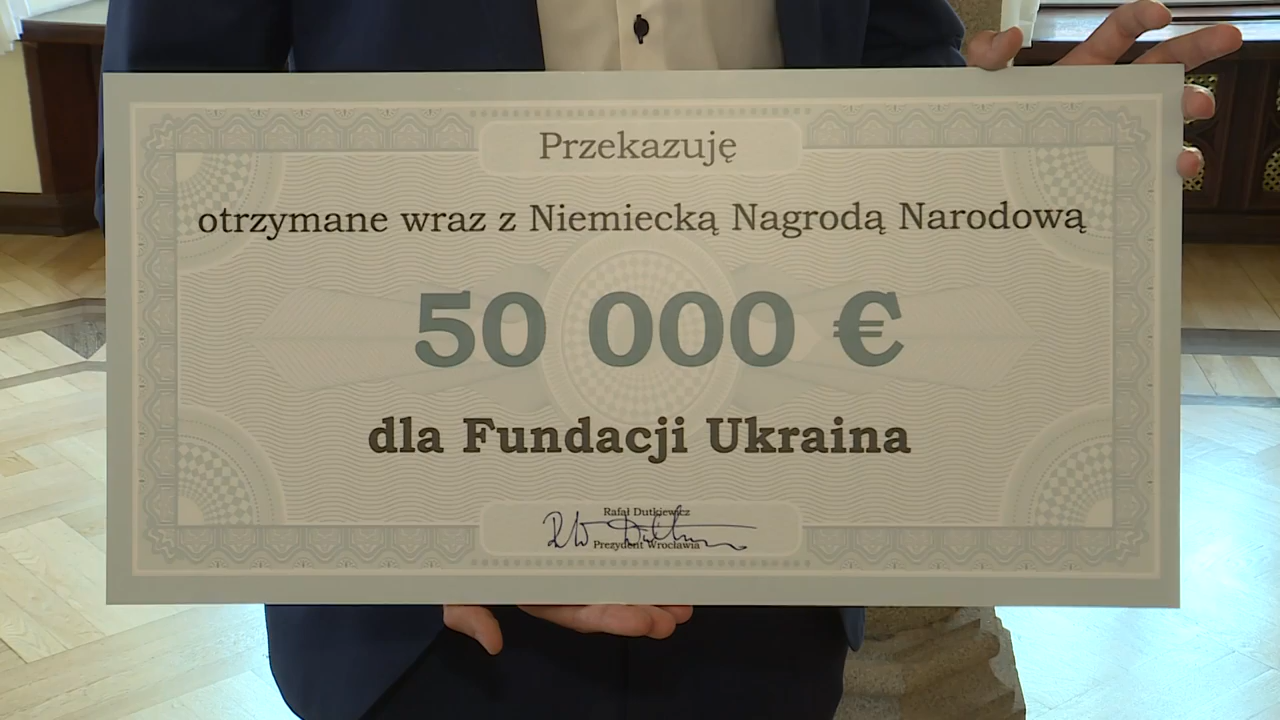 Przekazuję
otrzymane wraz z Niemiecką Nagrodą Narodową
50 000 €
dla Fundacji Ukraina
Rafał Dutkiewicz
Prezydent Wrocławia